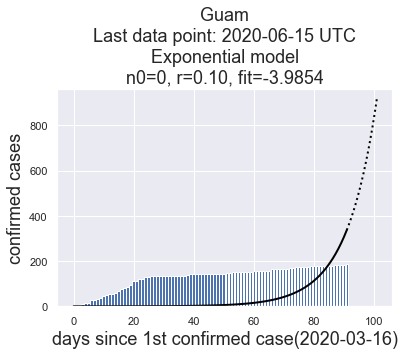 Guam
Last data point: 2020-06-15 UTC
Exponential model
n0=0, r=0.10, fit=-3.9854
800
600
400
200
0
0 20 40 60 80 100
confirmed cases
days since 1st confirmed case(2020-03-16)